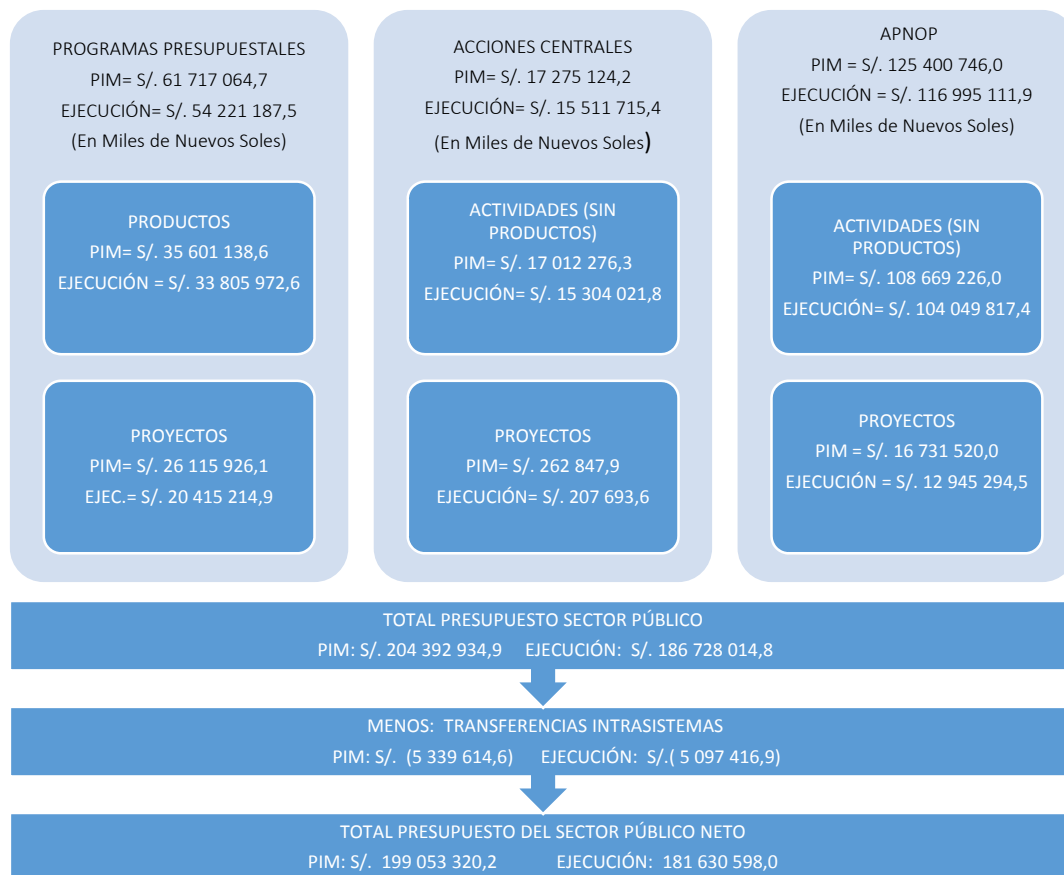 PROGRAMAS PRESUPUESTALES
PIM= S/. 61 717 064,7
EJECUCIÓN= S/. 54 221 187,5
(En Miles de Nuevos Soles)
PRODUCTOS
PIM= S/. 35 601 138,6
EJECUCIÓN = S/. 33 805 972,6
PROYECTOS
PIM= S/. 26 115 926,1
EJEC.= S/. 20 415 214,9
ACCIONES CENTRALES
PIM= S/. 17 275 124,2
EJECUCIÓN= S/. 15 511 715,4
(En Miles de Nuevos Soles)
ACTIVIDADES (SIN
PRODUCTOS)
PIM= S/. 17 012 276,3
EJECUCIÓN= S/. 15 304 021,8
PROYECTOS
PIM= S/. 262 847,9
EJECUCIÓN= S/. 207 693,6
APNOP
PIM = S/. 125 400 746,0
EJECUCIÓN = S/. 116 995 111,9
(En Miles de Nuevos Soles)
ACTIVIDADES (SIN
PRODUCTOS)
PIM= S/. 108 669 226,0
EJECUCIÓN= S/. 104 049 817,4
PROYECTOS
PIM = S/. 16 731 520,0
EJECUCIÓN = S/. 12 945 294,5
TOTAL PRESUPUESTO SECTOR PÚBLICO
PIM: S/. 204 392 934,9 EJECUCIÓN: S/. 186 728 014,8
MENOS: TRANSFERENCIAS INTRASISTEMAS
PIM: S/. (5 339 614,6) EJECUCIÓN: S/.( 5 097 416,9)
TOTAL PRESUPUESTO DEL SECTOR PÚBLICO NETO
PIM: S/. 199 053 320,2 EJECUCIÓN: 181 630 598,0